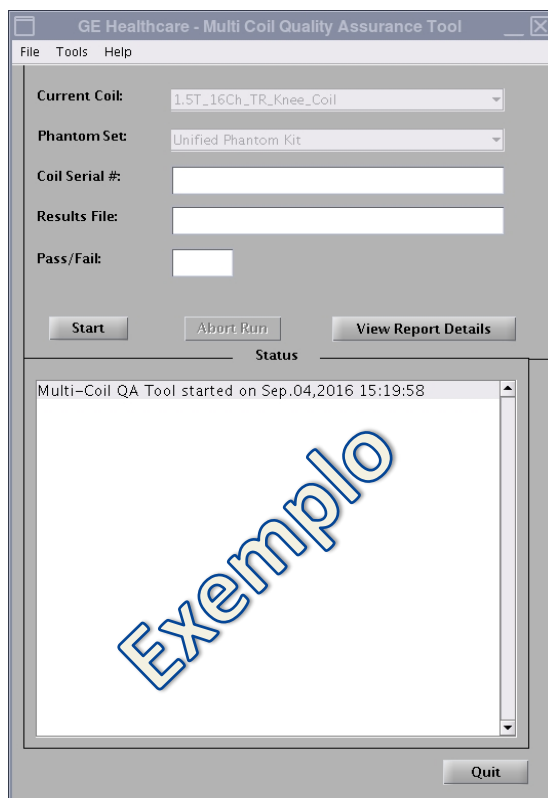 GE Healthcare - Multi Coil Quality Assurance Tool
File Tools Help
Current Coil: 1.5T_16Ch_TR_Knee_Coil
Phantom Set: Unified Phantom Kit
Coil Serial #:
Results File:
Pass/Fail:
Start Abort Run View Report Details
Status
Multi-Coil QA Tool started on Sep.04,2016 15:19:58
Exemplo
Quit